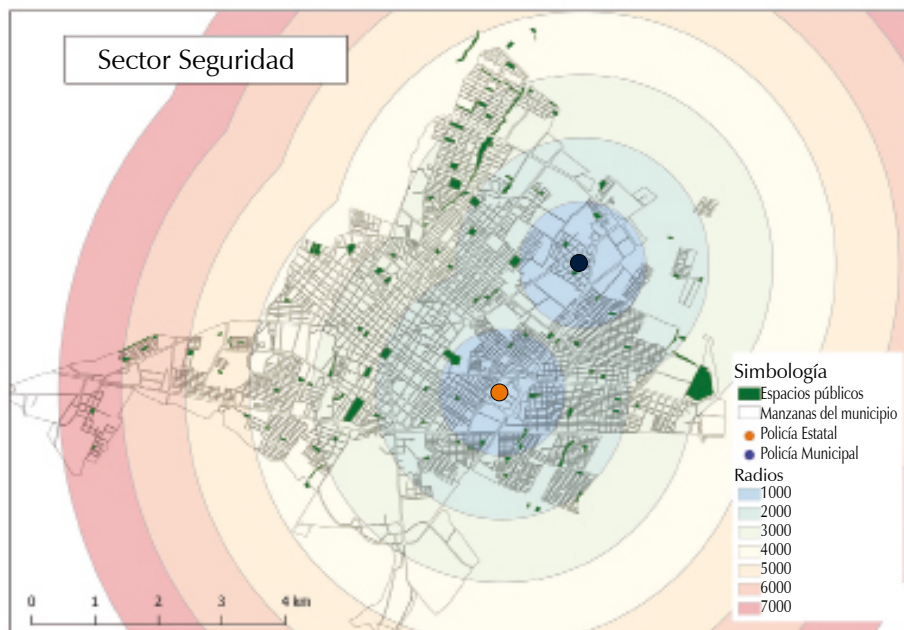 Sector Seguridad
Simbología
Espacios públicos
Manzanas del municipio
Policía Estatal
Policía Municipal
Radios
1000
2000
3000
4000
5000
6000
7000
0 1 2 3 4 km